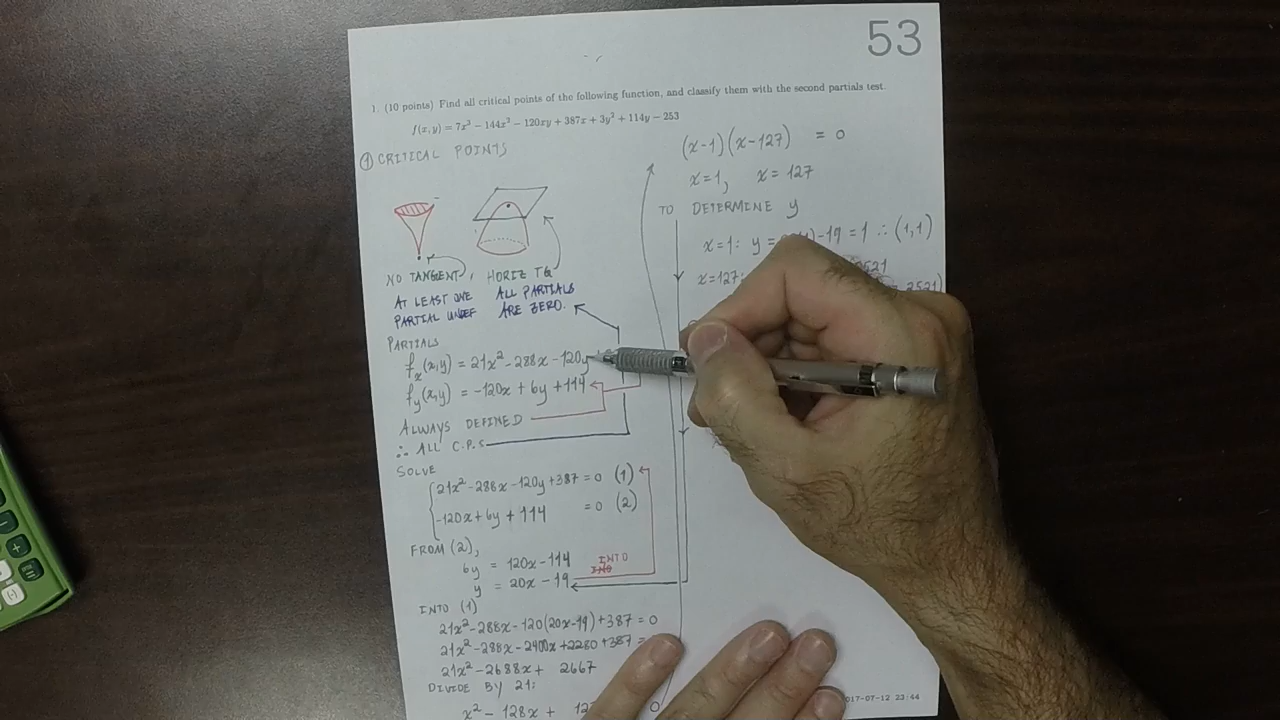 53
1. (10 points) Find all critical points of the following function, and classify them with the second partials test.
f(x, y) = 7x³ − 144x² − 120xy + 387x + 3y² + 114y − 253
① CRITICAL POINTS
NO TANGENT, HORIZ TG
AT LEAST ONE ALL PARTIALS
PARTIAL UNDEF ARE ZERO.
PARTIALS
fx(x,y) = 21x² - 288x - 120y
fy(x,y) = -120x + 6y + 114
ALWAYS DEFINED
∴ ALL C.P.S
SOLVE
21x² - 288x - 120y + 387 = 0 (1)
-120x + 6y + 114 = 0 (2)
FROM (2),
6y = 120x - 114
y = 20x - 19
INTO
INTO (1)
21x² - 288x - 120(20x - 19) + 387 = 0
21x² - 288x - 2400x + 2280 + 387 =
21x² - 2688x + 2667
DIVIDE BY 21:
x² - 128x + 0
(x-1)(x-127) = 0
x=1, x=127
TO DETERMINE y
x=1: y = -19 = 1 ∴ (1,1)
x=127: 2521
2521)
17-07-12 23:44